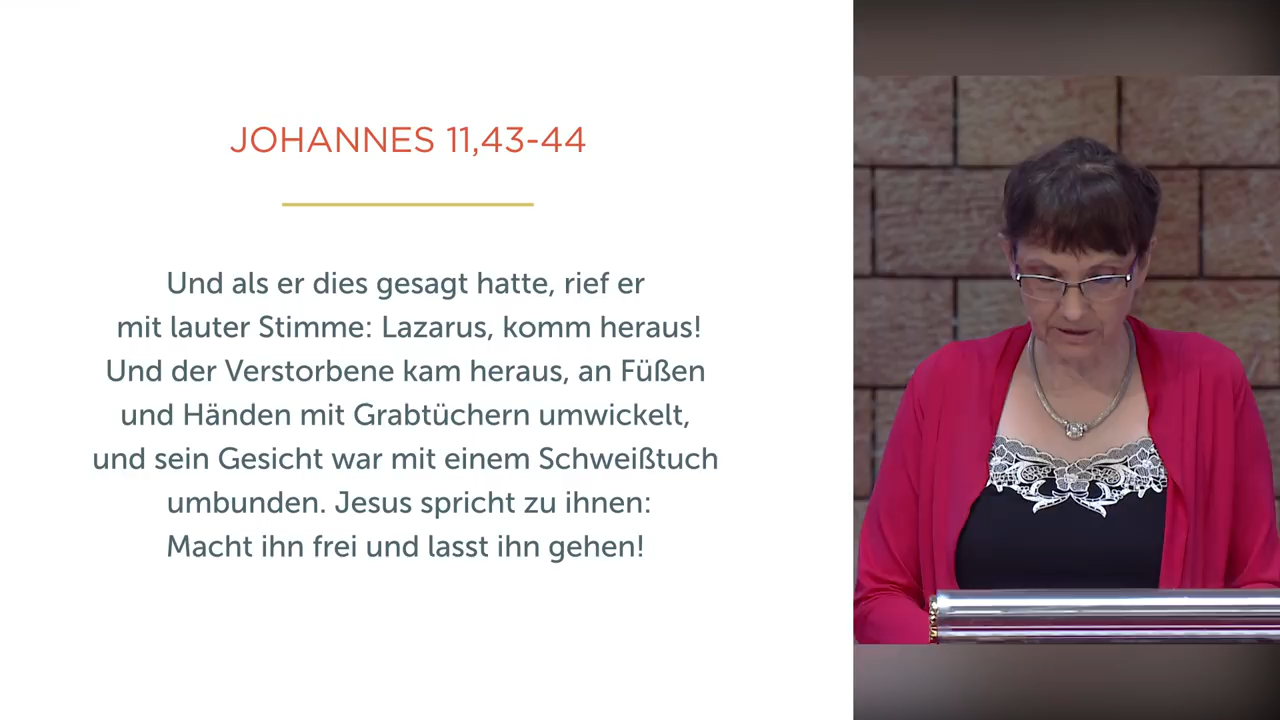 JOHANNES 11,43-44
Und als er dies gesagt hatte, rief er
mit lauter Stimme: Lazarus, komm heraus!
Und der Verstorbene kam heraus, an Füßen
und Händen mit Grabtüchern umwickelt,
und sein Gesicht war mit einem Schweißtuch
umbunden. Jesus spricht zu ihnen:
Macht ihn frei und lasst ihn gehen!